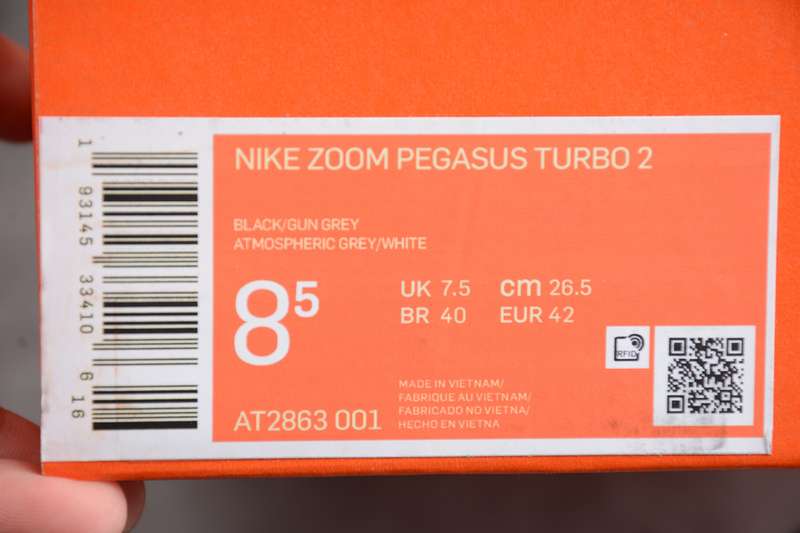 NIKE ZOOM PEGASUS TURBO 2
BLACK/GUN GREY
ATMOSPHERIC GREY/WHITE
8⁵
UK 7.5 cm 26.5
BR 40 EUR 42
RFID
MADE IN VIETNAM/
FABRIQUE AU VIETNAM/
FABRICADO NO VIETNA/
HECHO EN VIETNA
AT2863 001
1 93145 33410 6 16